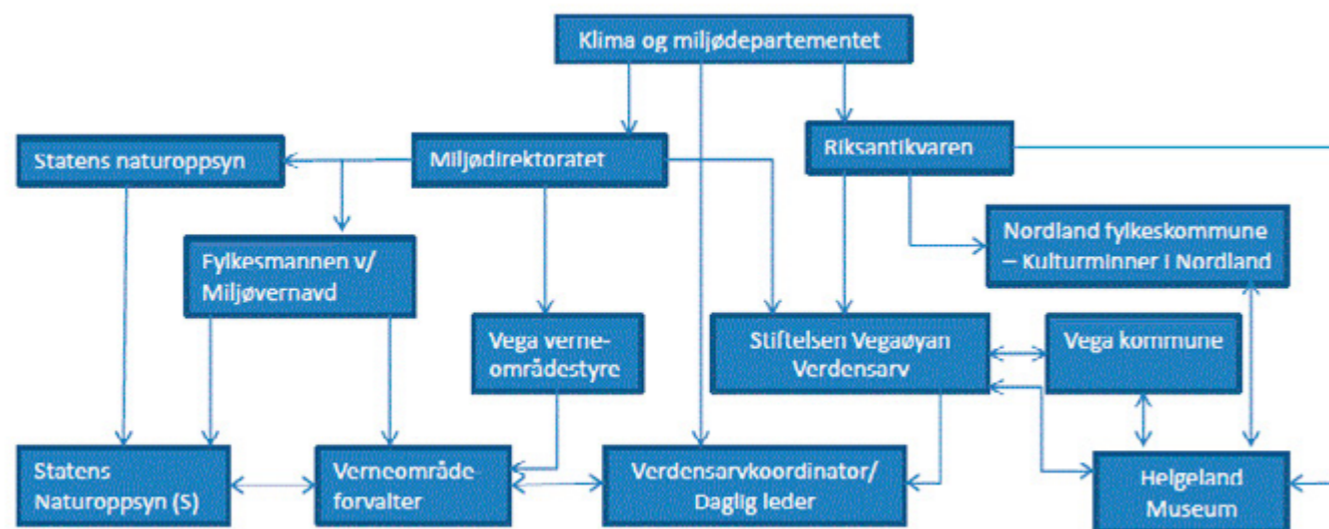 Klima og miljødepartementet
Statens naturoppsyn
Miljødirektoratet
Riksantikvaren
Fylkesmannen v/
Miljøvernavd
Nordland fylkeskommune
– Kulturminner i Nordland
Vega verne-
områdestyre
Stiftelsen Vegaøyan
Verdensarv
Vega kommune
Statens
Naturoppsyn (S)
Verneområde-
forvalter
Verdensarvkoordinator/
Daglig leder
Helgeland
Museum